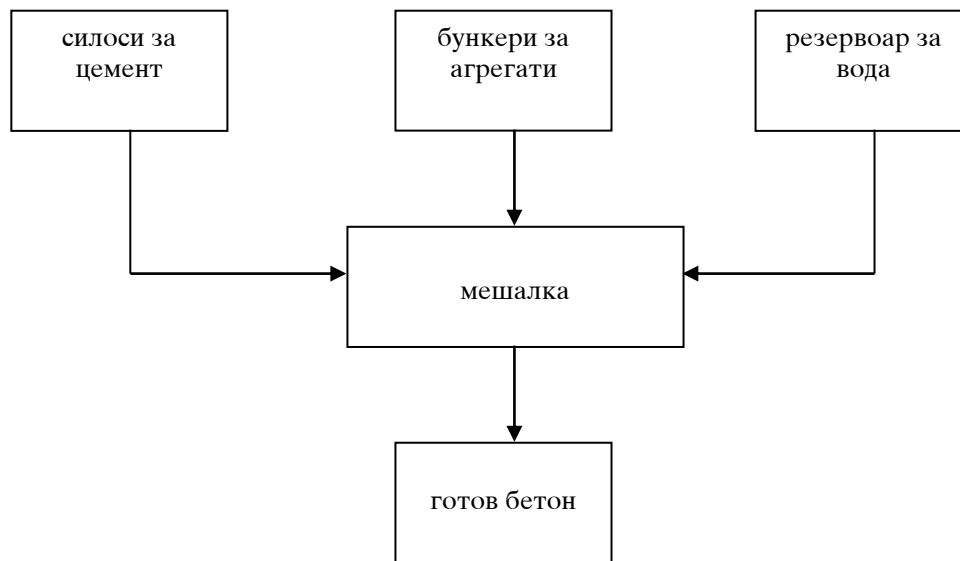 силоси за
цемент
бункери за
агрегати
резервоар за
вода
мешалка
готов бетон